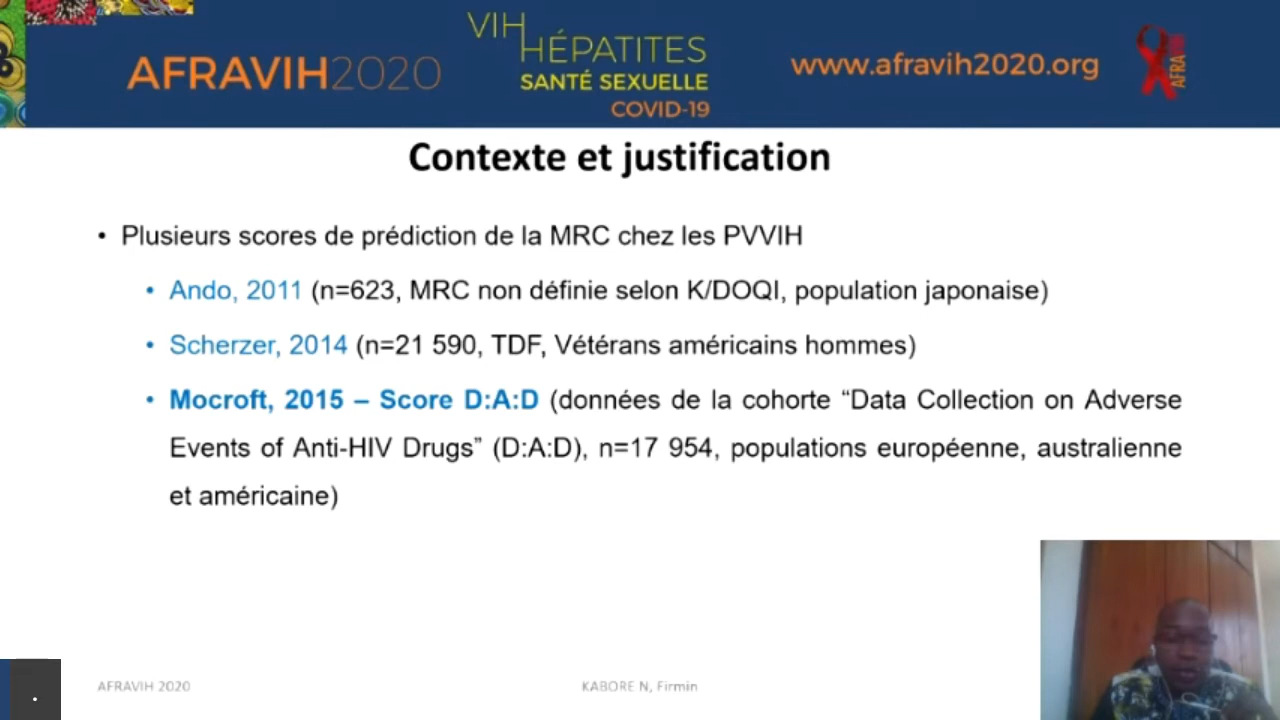 VIH
HÉPATITES
SANTÉ SEXUELLE
COVID-19
AFRAVIH2020
www.afravih2020.org
AFRAVIH
Contexte et justification
• Plusieurs scores de prédiction de la MRC chez les PVVIH
• Ando, 2011 (n=623, MRC non définie selon K/DOQI, population japonaise)
• Scherzer, 2014 (n=21 590, TDF, Vétérans américains hommes)
• Mocroft, 2015 – Score D:A:D (données de la cohorte “Data Collection on Adverse
Events of Anti-HIV Drugs” (D:A:D), n=17 954, populations européenne, australienne
et américaine)
AFRAVIH 2020
KABORE N, Firmin